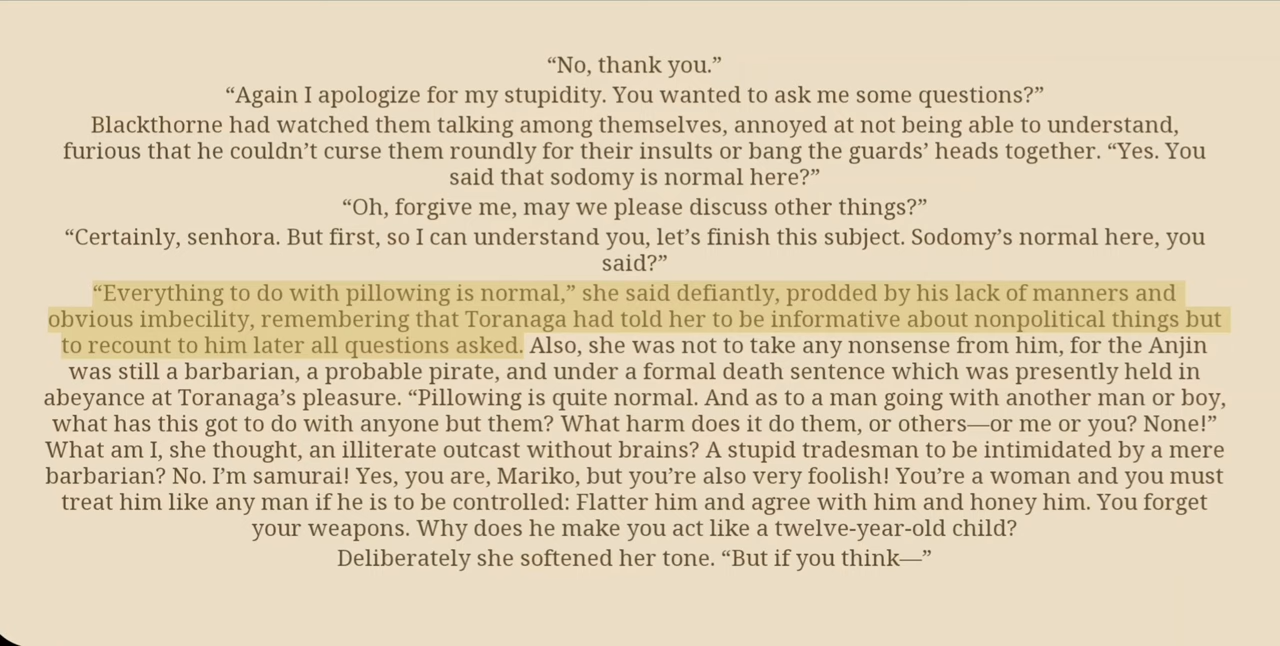 “No, thank you.”
“Again I apologize for my stupidity. You wanted to ask me some questions?”
Blackthorne had watched them talking among themselves, annoyed at not being able to understand,
furious that he couldn’t curse them roundly for their insults or bang the guards’ heads together. “Yes. You
said that sodomy is normal here?”
“Oh, forgive me, may we please discuss other things?”
“Certainly, senhora. But first, so I can understand you, let’s finish this subject. Sodomy’s normal here, you
said?”
“Everything to do with pillowing is normal,” she said defiantly, prodded by his lack of manners and
obvious imbecility, remembering that Toranaga had told her to be informative about nonpolitical things but
to recount to him later all questions asked. Also, she was not to take any nonsense from him, for the Anjin
was still a barbarian, a probable pirate, and under a formal death sentence which was presently held in
abeyance at Toranaga’s pleasure. “Pillowing is quite normal. And as to a man going with another man or boy,
what has this got to do with anyone but them? What harm does it do them, or others—or me or you? None!”
What am I, she thought, an illiterate outcast without brains? A stupid tradesman to be intimidated by a mere
barbarian? No. I’m samurai! Yes, you are, Mariko, but you’re also very foolish! You’re a woman and you must
treat him like any man if he is to be controlled: Flatter him and agree with him and honey him. You forget
your weapons. Why does he make you act like a twelve-year-old child?
Deliberately she softened her tone. “But if you think—”